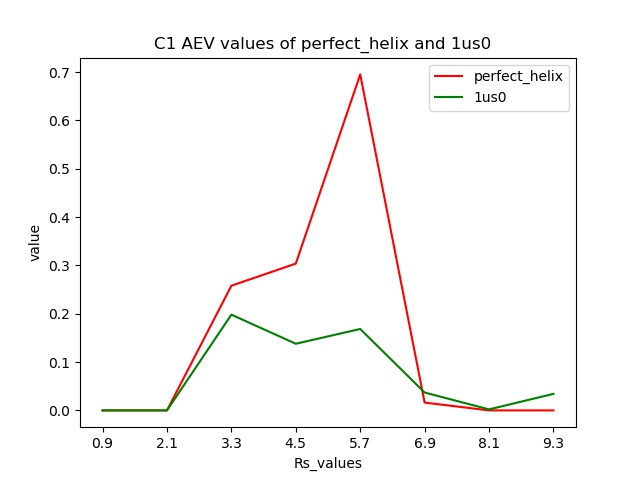 C1 AEV values of perfect_helix and 1us0
perfect_helix
1us0
0.7
0.6
0.5
0.4
0.3
0.2
0.1
0.0
value
0.9 2.1 3.3 4.5 5.7 6.9 8.1 9.3
Rs_values